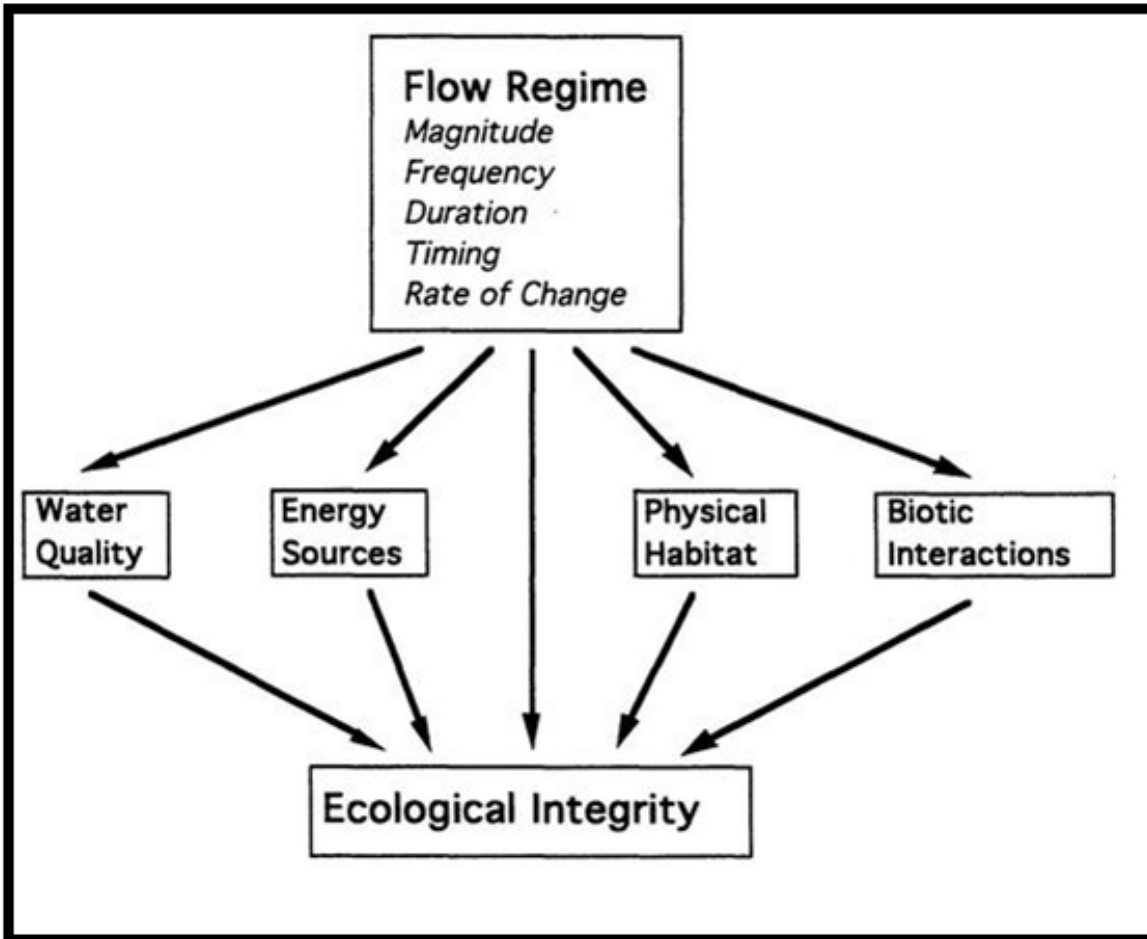 Flow Regime
Magnitude
Frequency
Duration
Timing
Rate of Change
Water
Quality
Energy
Sources
Physical
Habitat
Biotic
Interactions
Ecological Integrity